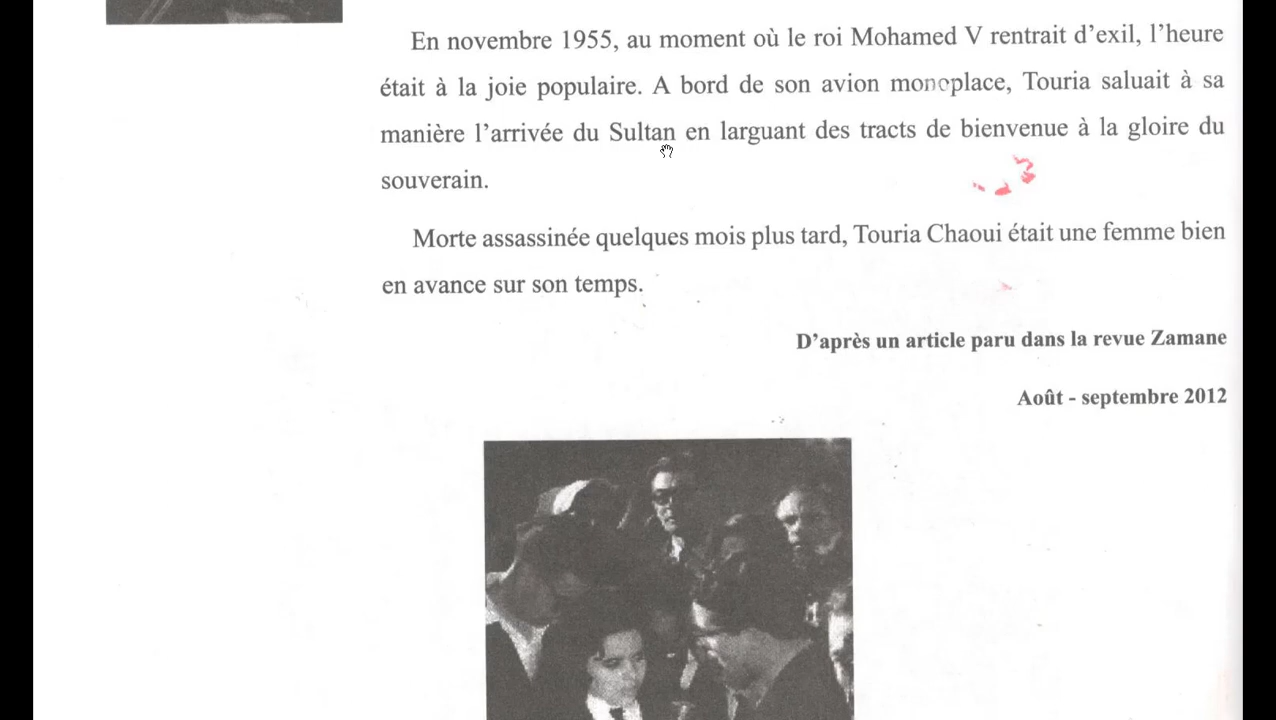 En novembre 1955, au moment où le roi Mohamed V rentrait d’exil, l’heure
était à la joie populaire. A bord de son avion monoplace, Touria saluait à sa
manière l’arrivée du Sultan en larguant des tracts de bienvenue à la gloire du
souverain.
Morte assassinée quelques mois plus tard, Touria Chaoui était une femme bien
en avance sur son temps.
D’après un article paru dans la revue Zamane
Août - septembre 2012